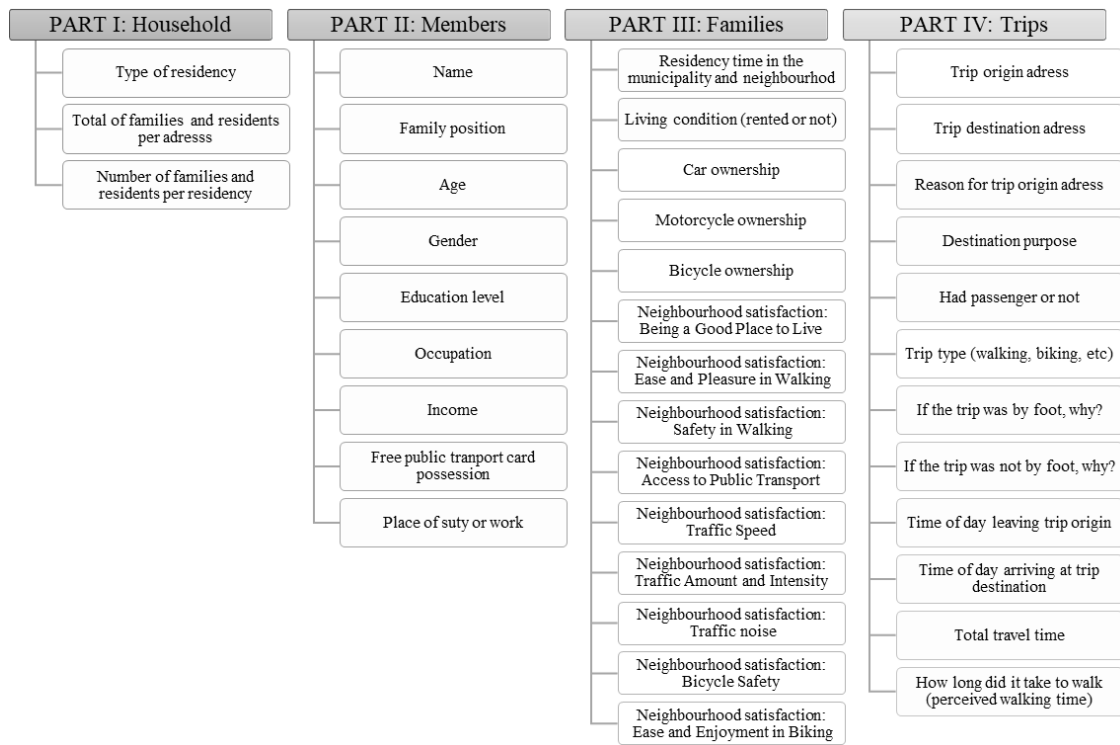 PART I: Household
Type of residency
Total of families and residents
per adresss
Number of families and
residents per residency
PART II: Members
Name
Family position
Age
Gender
Education level
Occupation
Income
Free public tranport card
possession
Place of suty or work
PART III: Families
Residency time in the
municipality and neighbourhod
Living condition (rented or not)
Car ownership
Motorcycle ownership
Bicycle ownership
Neighbourhood satisfaction:
Being a Good Place to Live
Neighbourhood satisfaction:
Ease and Pleasure in Walking
Neighbourhood satisfaction:
Safety in Walking
Neighbourhood satisfaction:
Access to Public Transport
Neighbourhood satisfaction:
Traffic Speed
Neighbourhood satisfaction:
Traffic Amount and Intensity
Neighbourhood satisfaction:
Traffic noise
Neighbourhood satisfaction:
Bicycle Safety
Neighbourhood satisfaction:
Ease and Enjoyment in Biking
PART IV: Trips
Trip origin adress
Trip destination adress
Reason for trip origin adress
Destination purpose
Had passenger or not
Trip type (walking, biking, etc)
If the trip was by foot, why?
If the trip was not by foot, why?
Time of day leaving trip origin
Time of day arriving at trip
destination
Total travel time
How long did it take to walk
(perceived walking time)